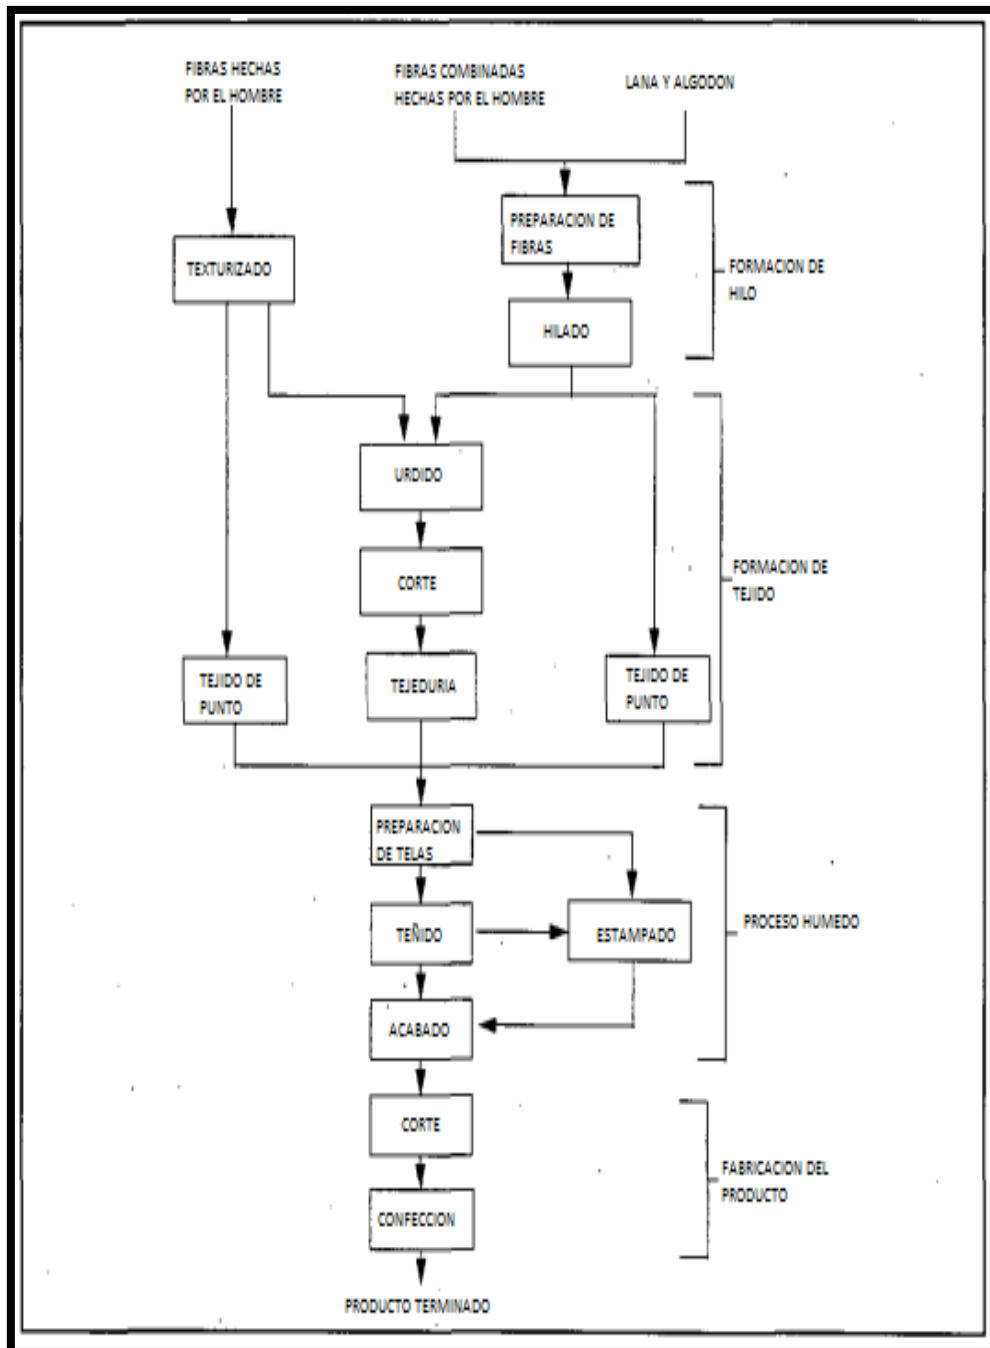 FIBRAS HECHAS
POR EL HOMBRE
FIBRAS COMBINADAS
HECHAS POR EL HOMBRE
LANA Y ALGODON
PREPARACION DE
FIBRAS
TEXTURIZADO
FORMACION DE
HILO
HILADO
URDIDO
CORTE
FORMACION DE
TEJIDO
TEJIDO DE
PUNTO
TEJEDURIA
TEJIDO DE
PUNTO
PREPARACION
DE TELAS
TEÑIDO
ESTAMPADO
PROCESO HUMEDO
ACABADO
CORTE
FABRICACION DEL
PRODUCTO
CONFECCION
PRODUCTO TERMINADO